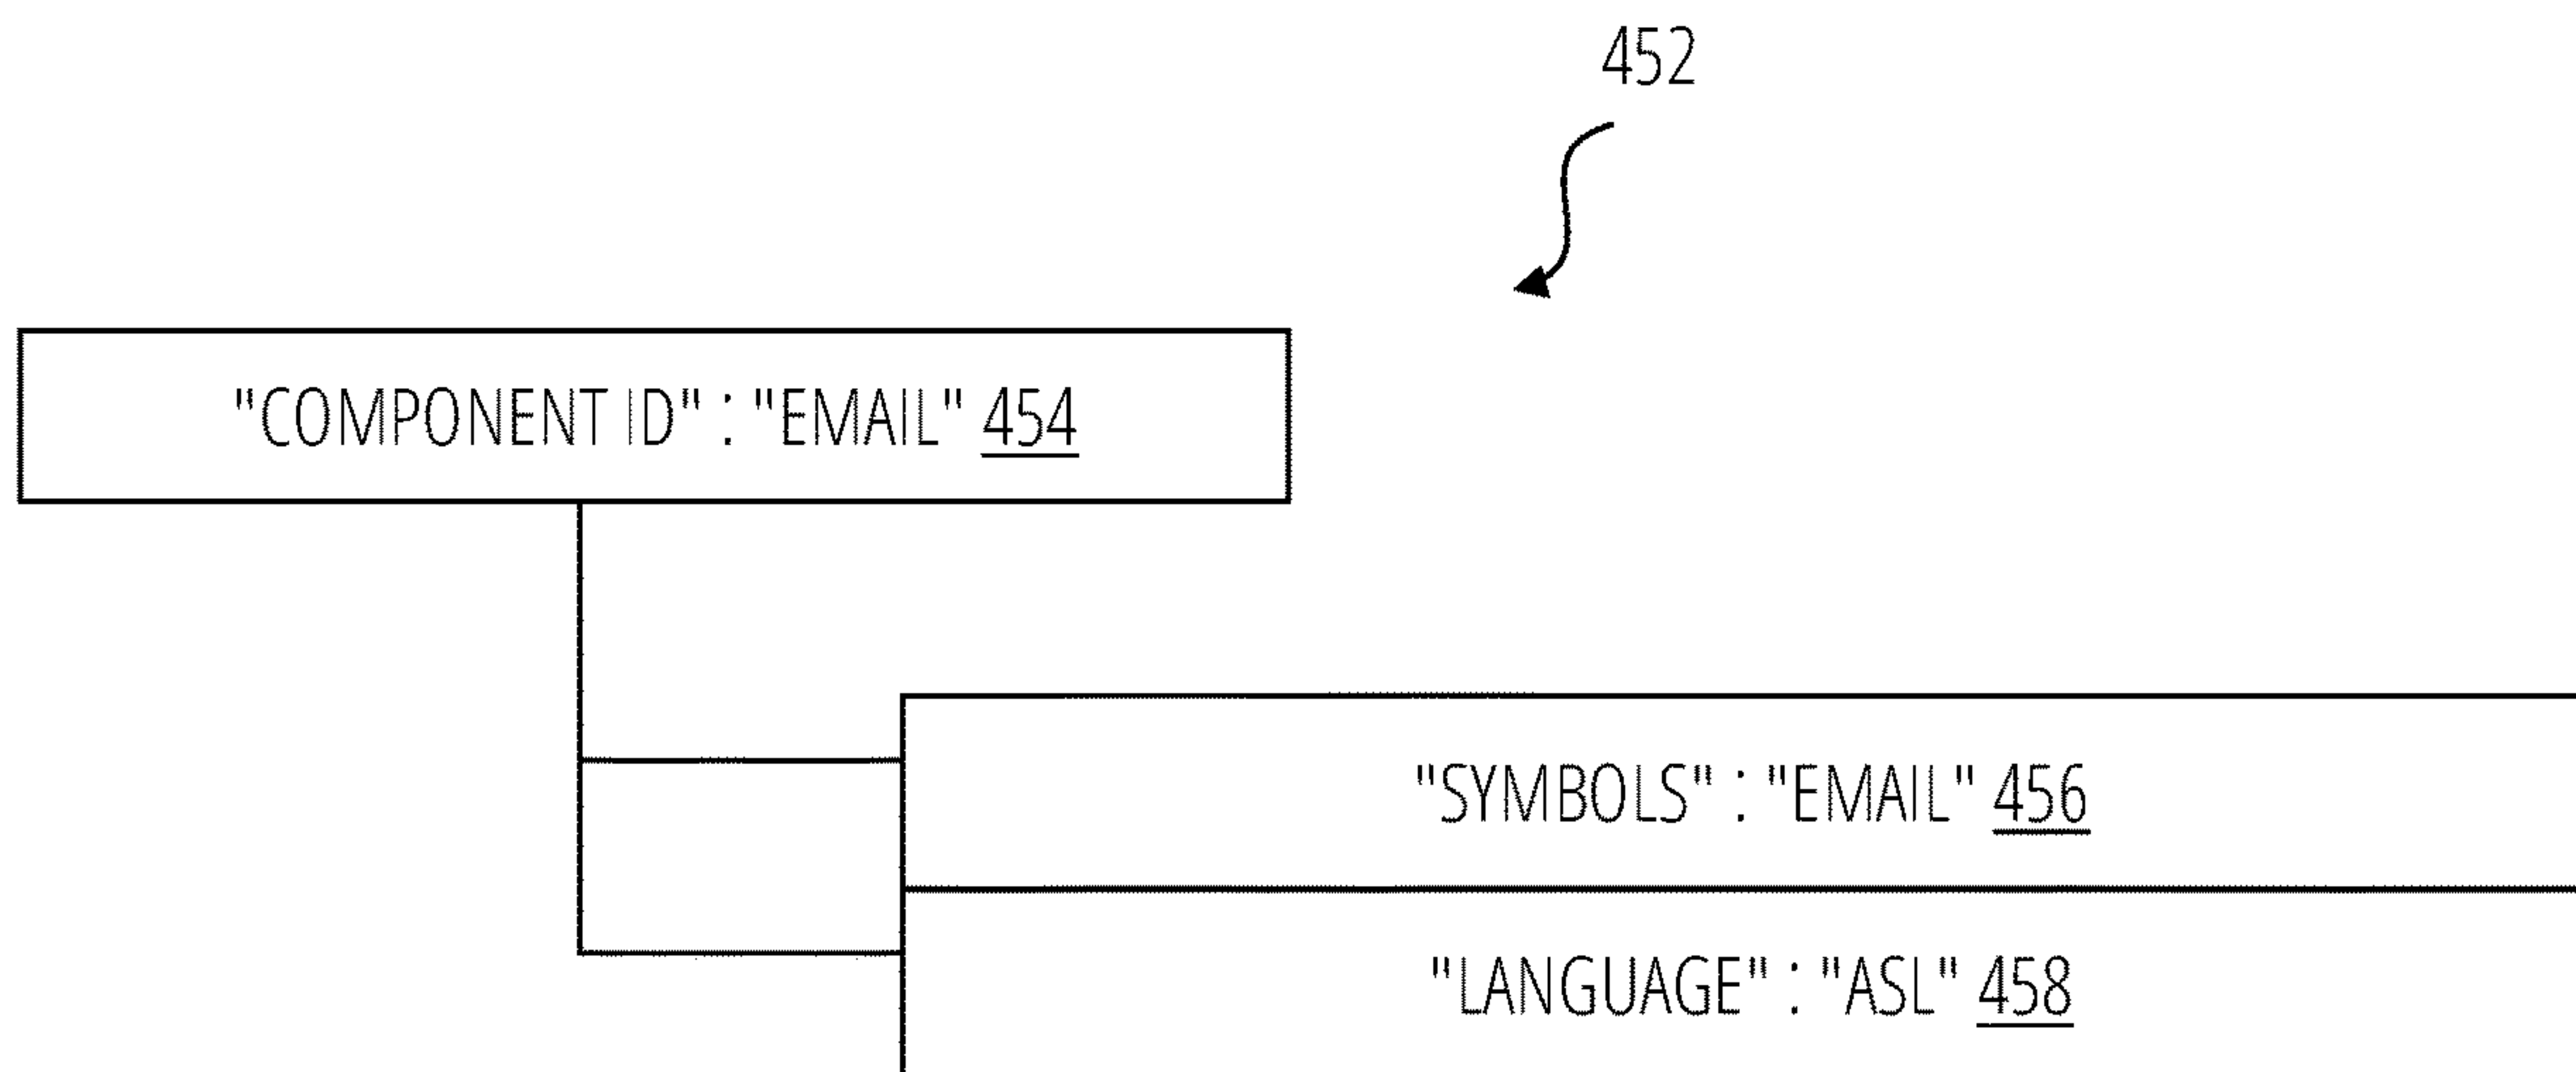 452
"COMPONENT ID" : "EMAIL" 454
"SYMBOLS" : "EMAIL" 456
"LANGUAGE" : "ASL" 458